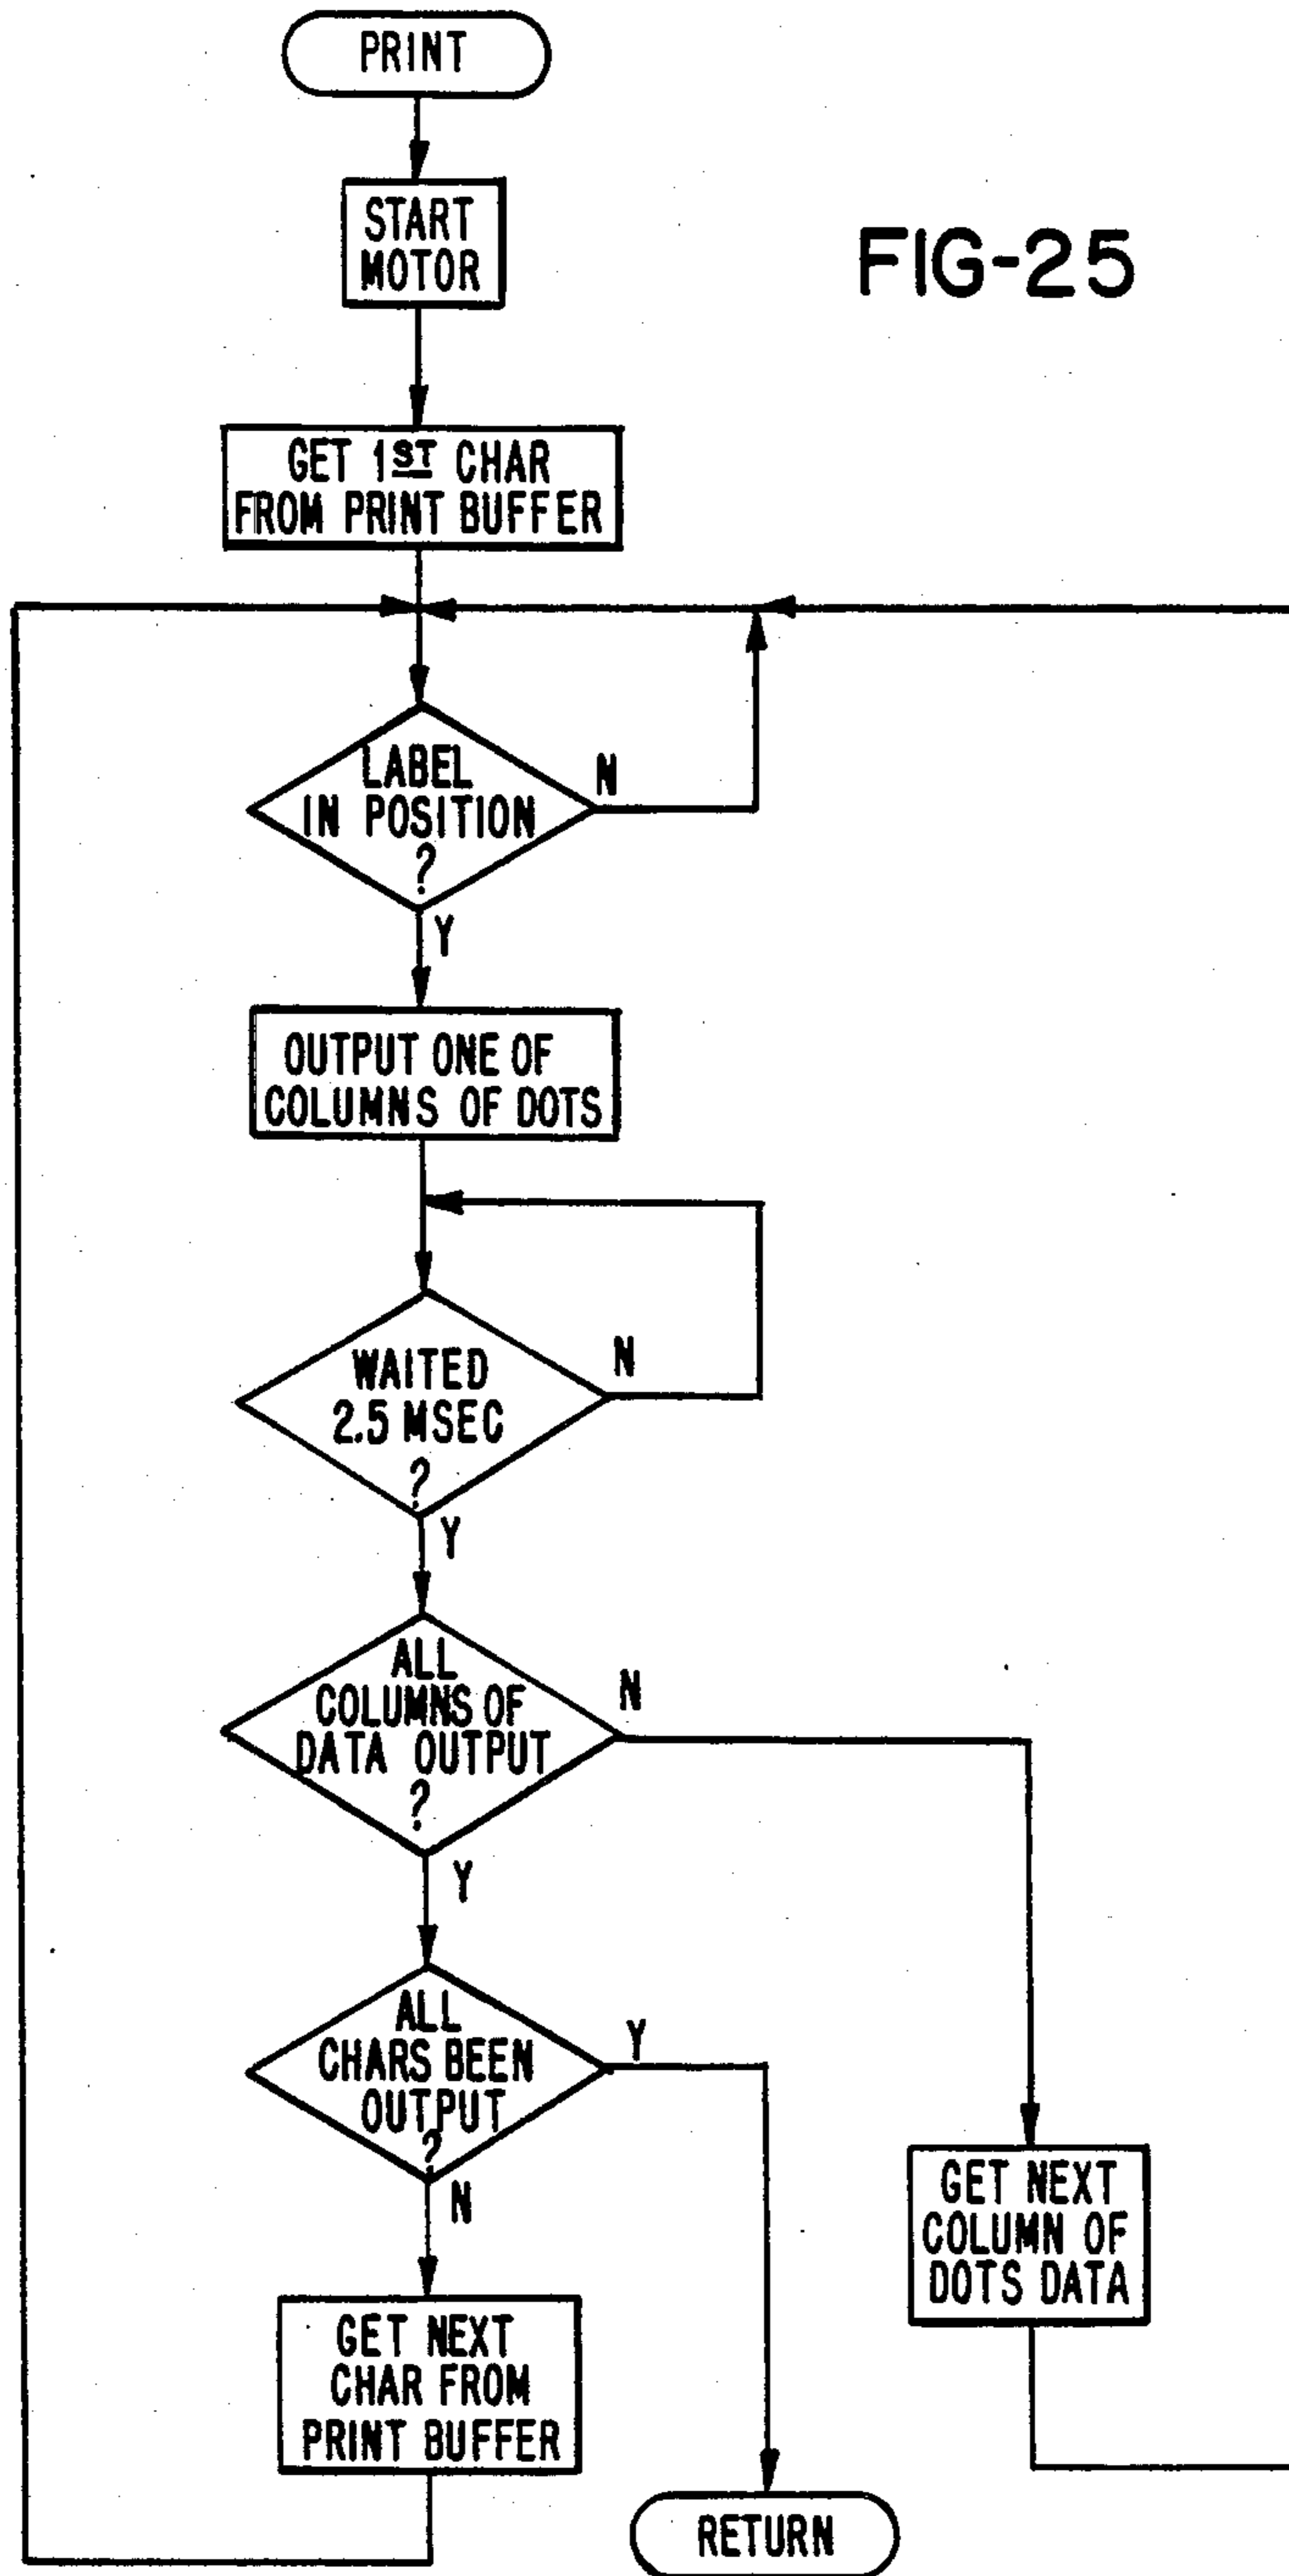 PRINT
START
MOTOR
FIG-25
GET 1ST CHAR
FROM PRINT BUFFER
LABEL
IN POSITION
?
N
Y
OUTPUT ONE OF
COLUMNS OF DOTS
WAITED
2.5 MSEC
?
N
Y
ALL
COLUMNS OF
DATA OUTPUT
?
N
Y
ALL
CHARS BEEN
OUTPUT
?
Y
N
GET NEXT
COLUMN OF
DOTS DATA
GET NEXT
CHAR FROM
PRINT BUFFER
RETURN